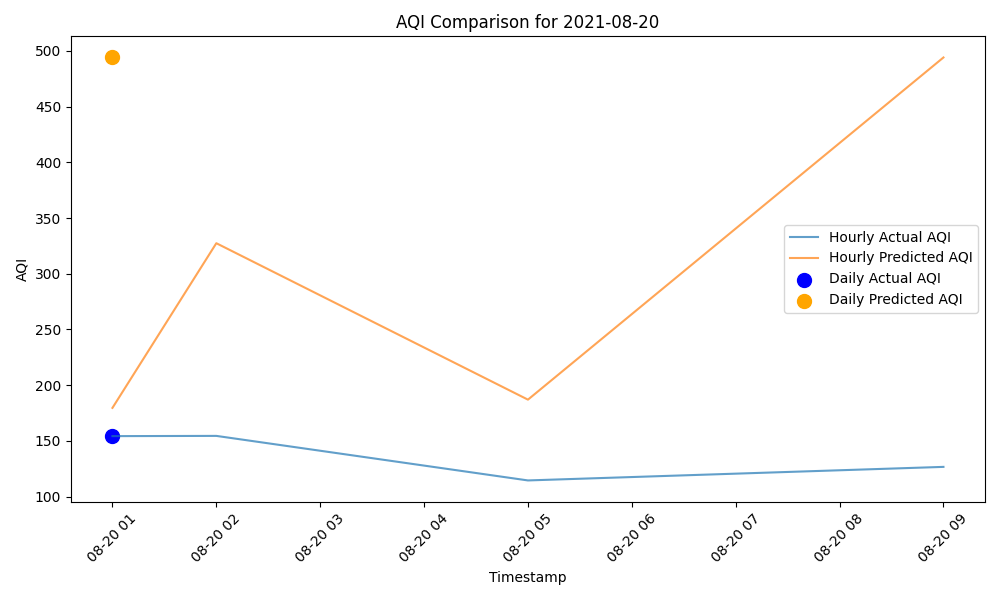 AQI Comparison for 2021-08-20
500
450
400
350
300
250
200
150
100
AQI
Hourly Actual AQI
Hourly Predicted AQI
Daily Actual AQI
Daily Predicted AQI
08-20 01
08-20 02
08-20 03
08-20 04
08-20 05
08-20 06
08-20 07
08-20 08
08-20 09
Timestamp